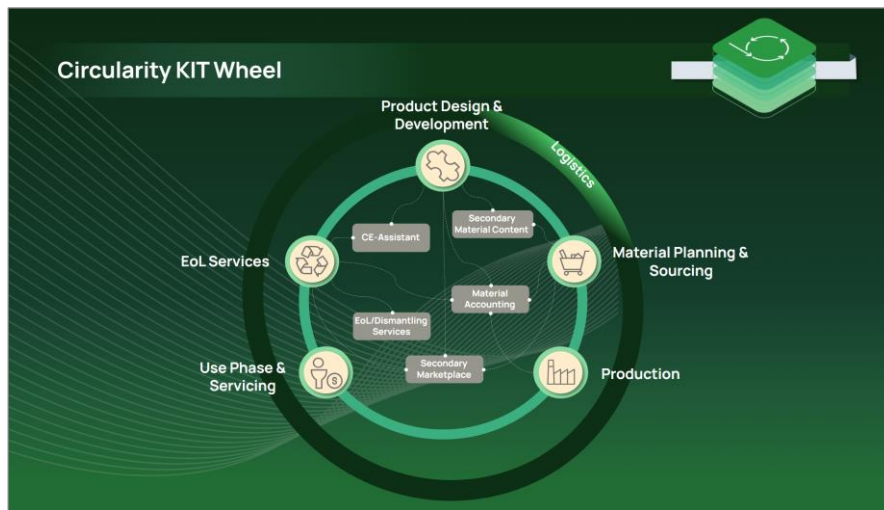 Circularity KIT Wheel
Product Design &
Development
Logistics
Secondary
Material Content
CE-Assistant
EoL Services
Material Planning &
Sourcing
Material
Accounting
EoL/Dismantling
Services
Use Phase &
Servicing
Secondary
Marketplace
Production
$